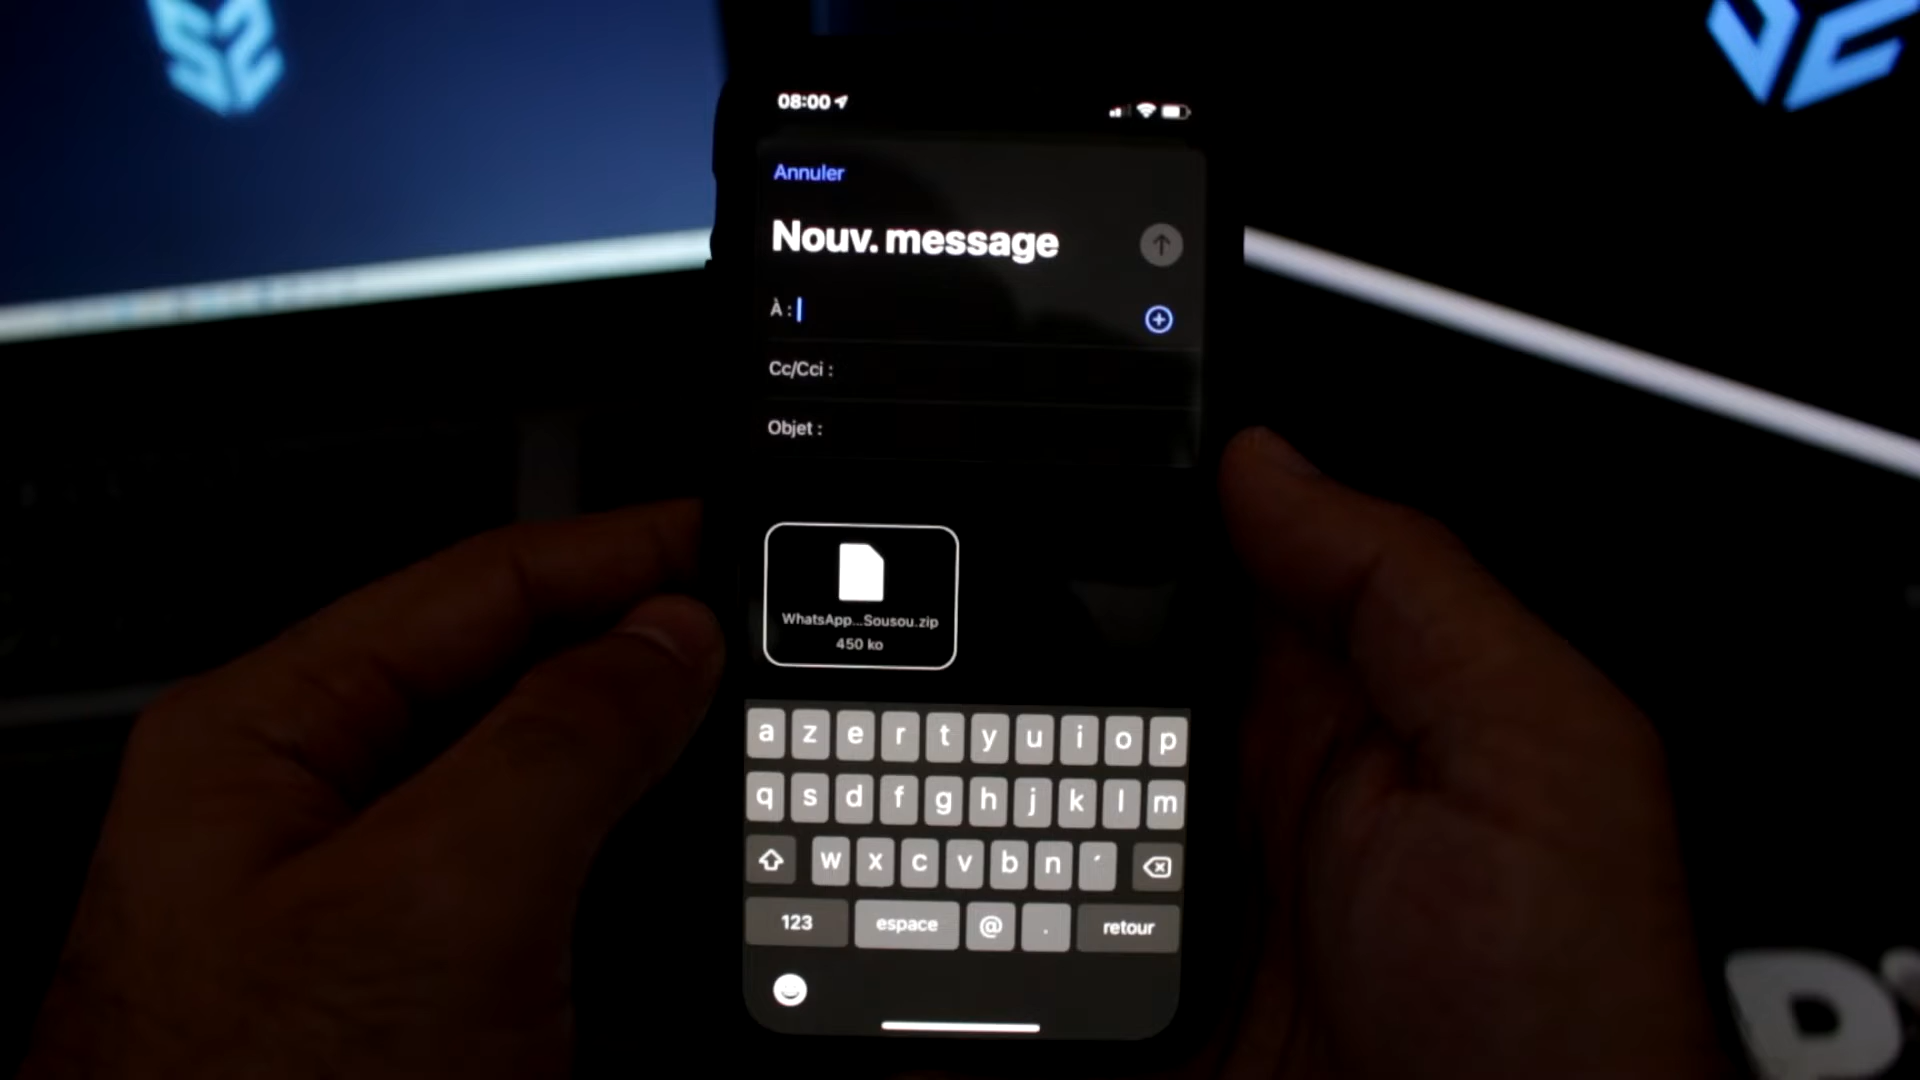 08:00
Annuler
Nouv. message
À :
Cc/Cci :
Objet :
WhatsApp...Sousou.zip
450 ko
a z e r t y u i o p
q s d f g h j k l m
w x c v b n ´
123 espace @ . retour